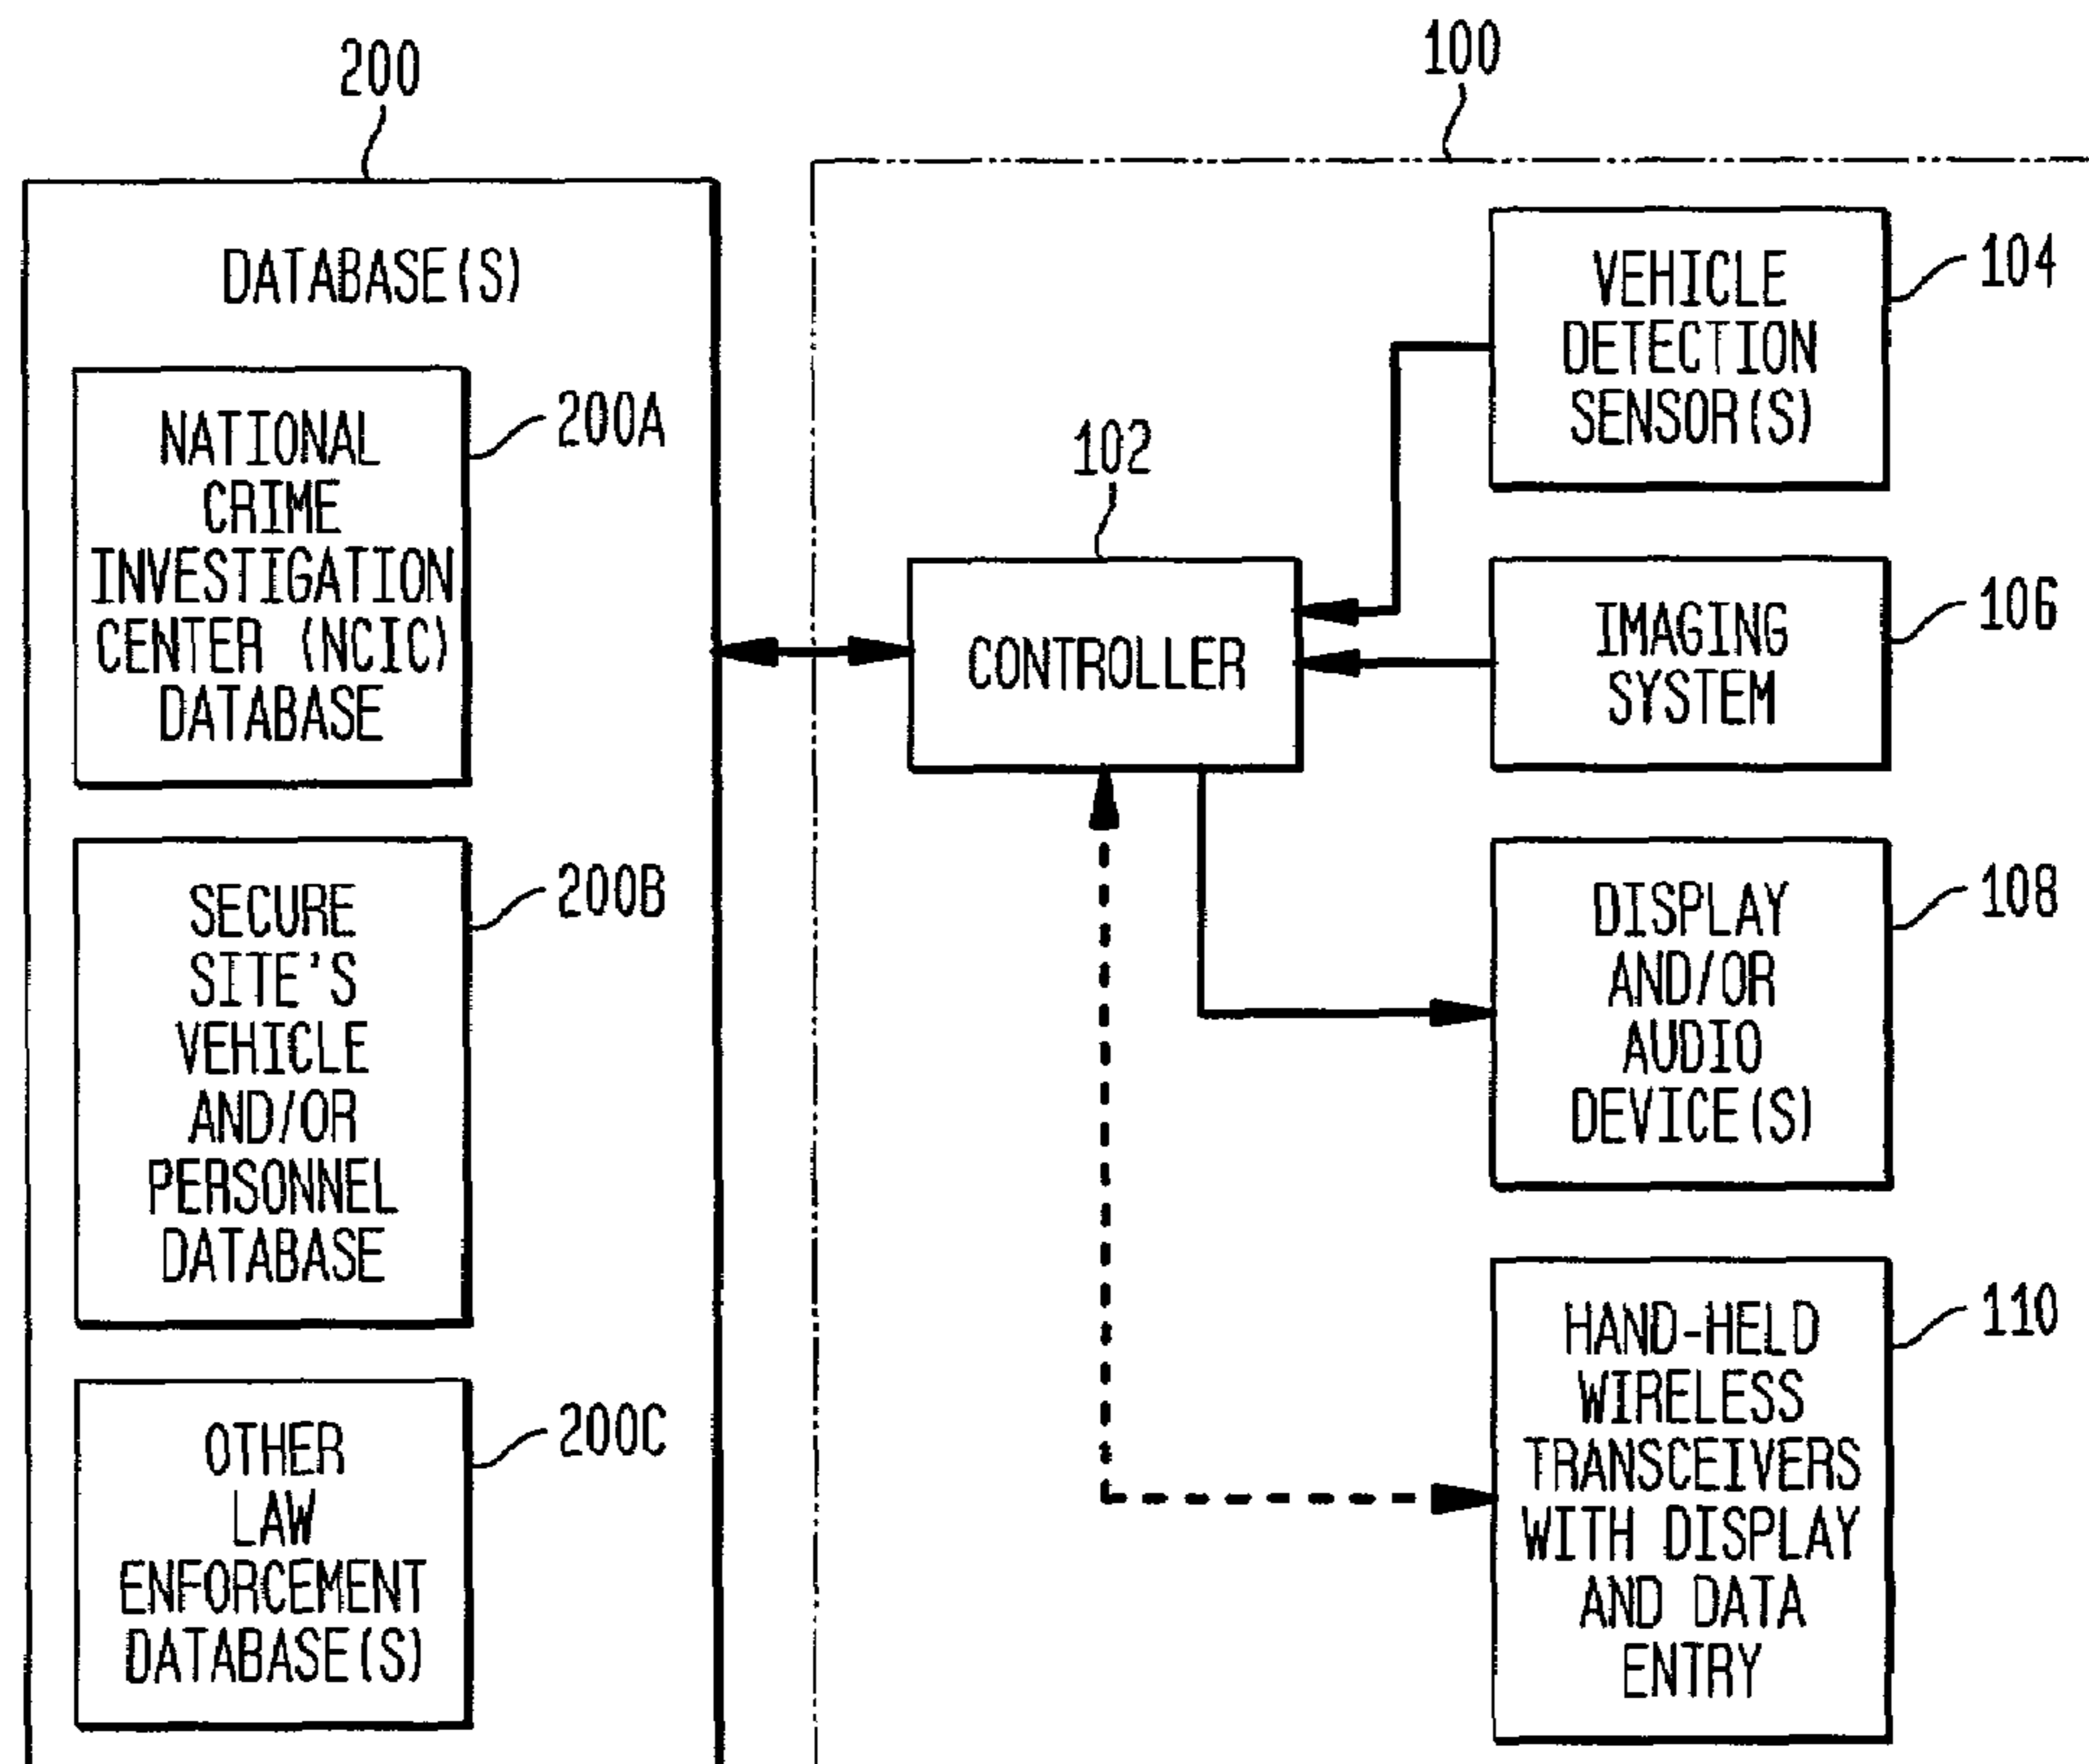 200
DATABASE(S)
NATIONAL
CRIME
INVESTIGATION
CENTER (NCIC)
DATABASE
200A
SECURE
SITE'S
VEHICLE
AND/OR
PERSONNEL
DATABASE
200B
OTHER
LAW
ENFORCEMENT
DATABASE(S)
200C
100
102
CONTROLLER
VEHICLE
DETECTION
SENSOR(S)
104
IMAGING
SYSTEM
106
DISPLAY
AND/OR
AUDIO
DEVICE(S)
108
HAND-HELD
WIRELESS
TRANSCEIVERS
WITH DISPLAY
AND DATA
ENTRY
110